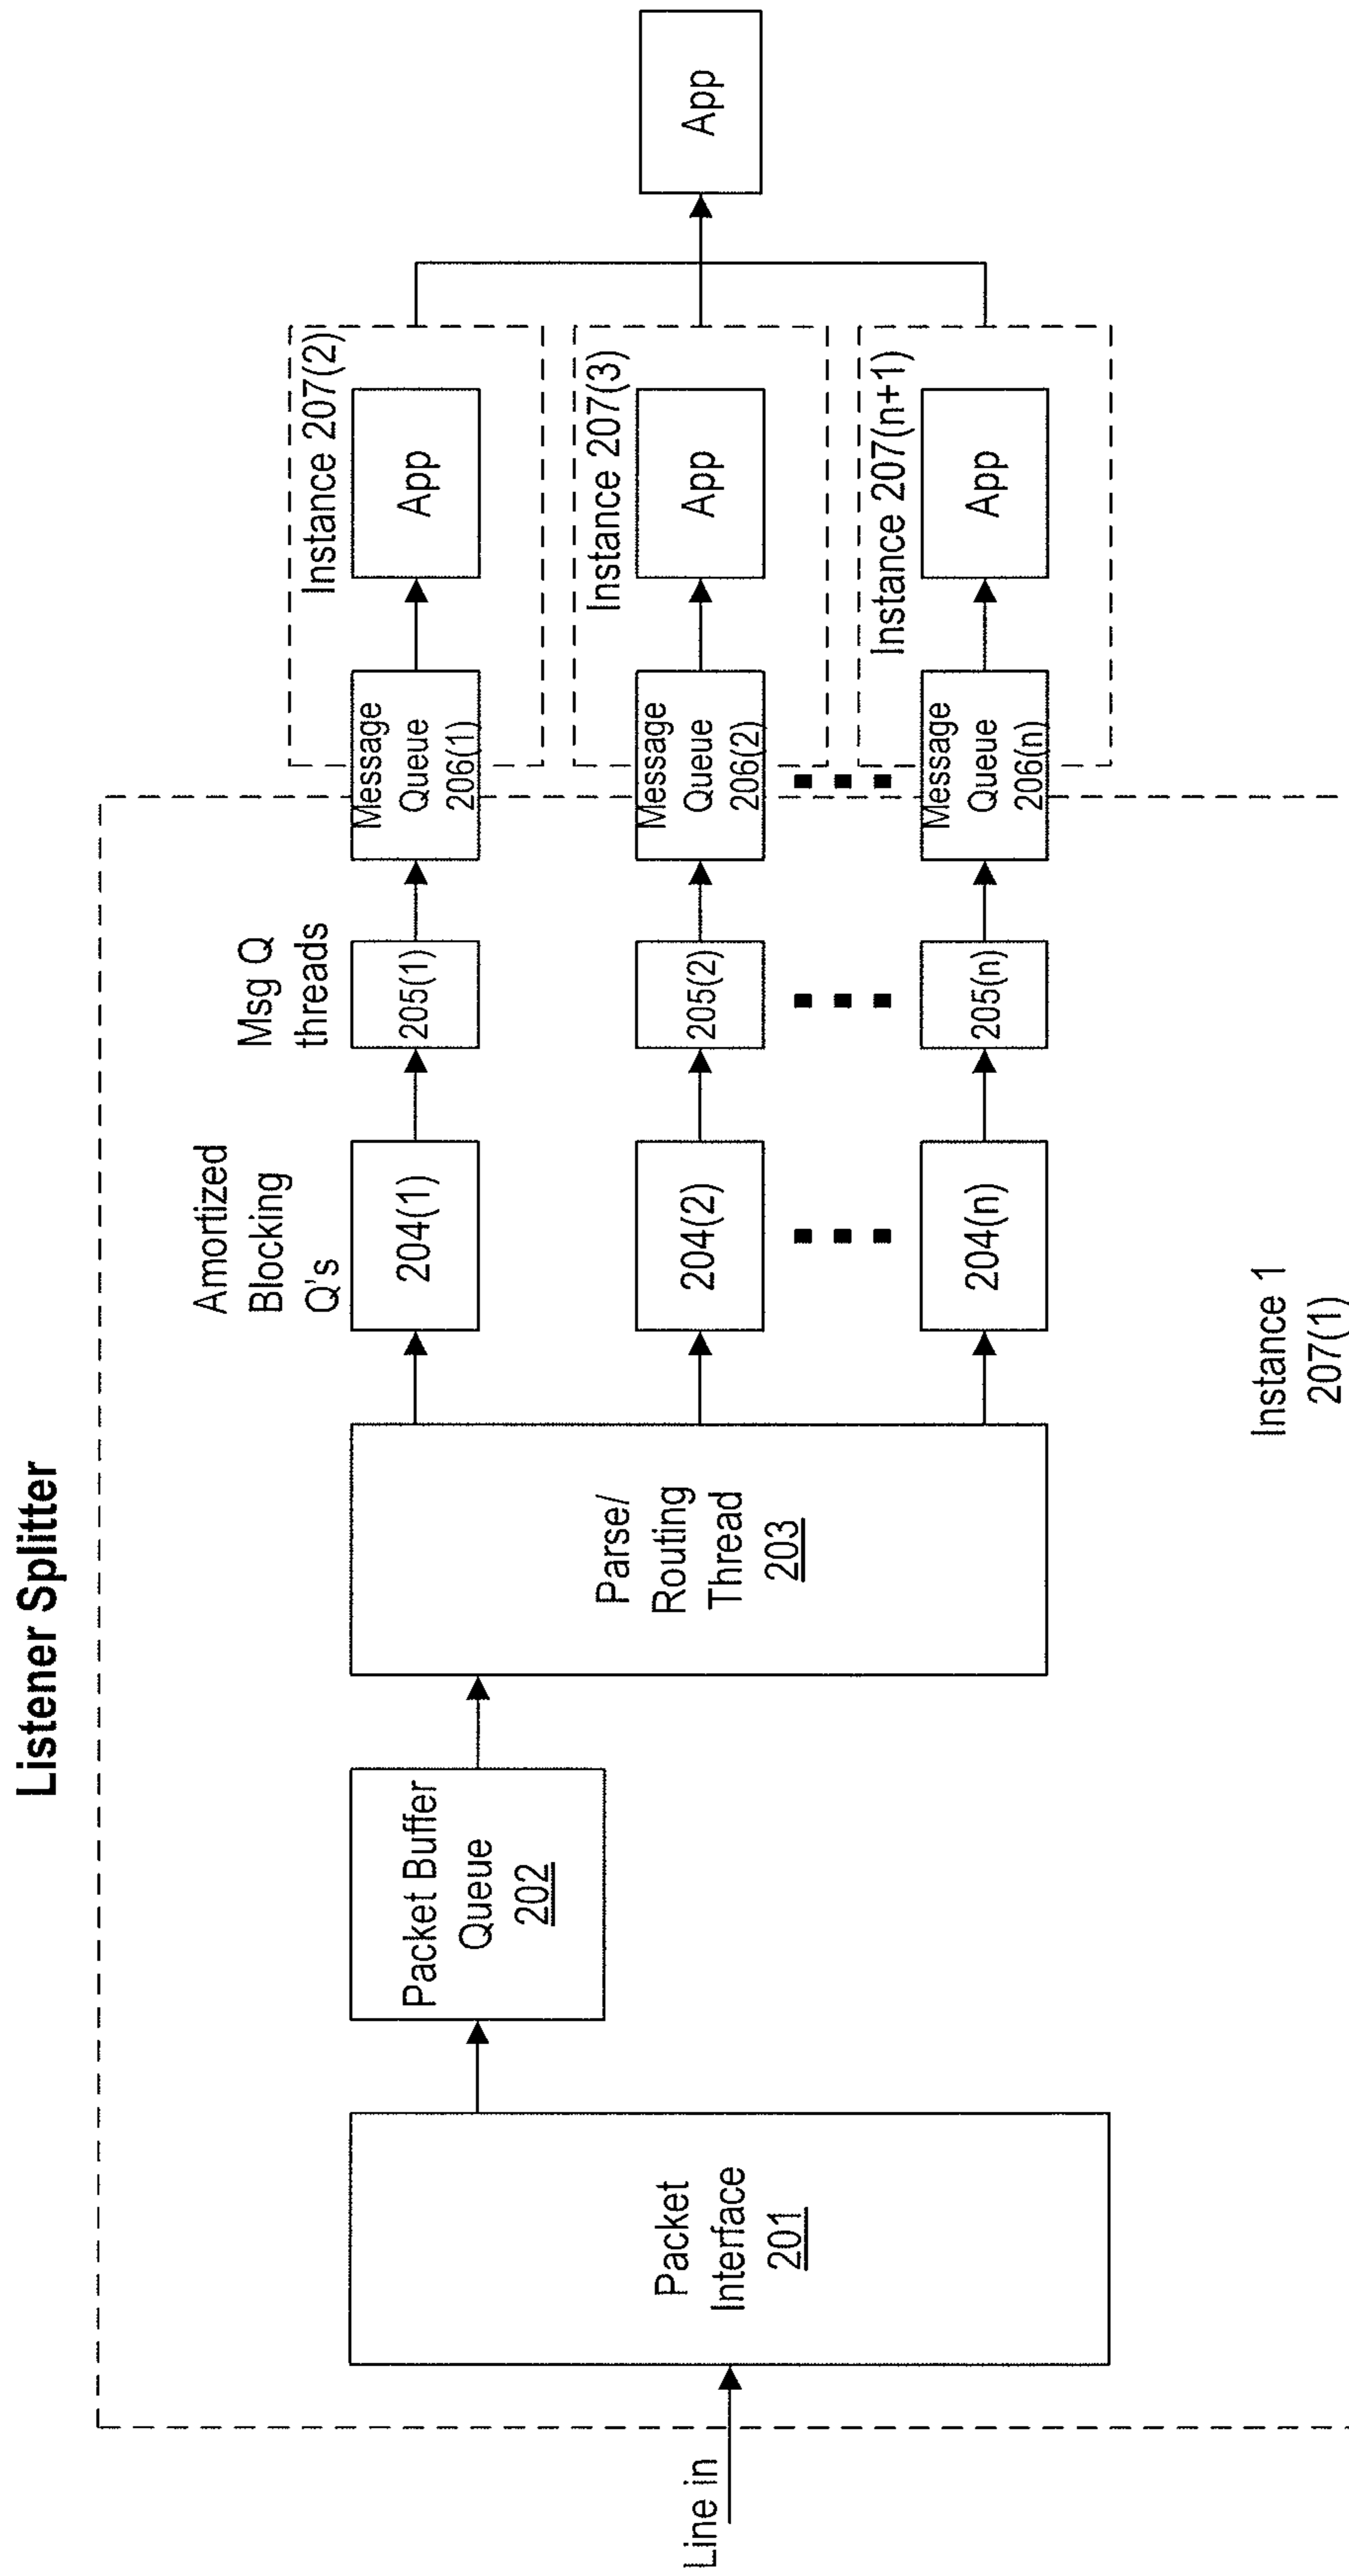 Listener Splitter
Line in
Packet
Interface
201
Packet Buffer
Queue
202
Parse/
Routing
Thread
203
Amortized
Blocking
Q's
204(1)
204(2)
204(n)
Msg Q
threads
205(1)
205(2)
205(n)
Message
Queue
206(1)
Message
Queue
206(2)
Message
Queue
206(n)
Instance 207(2)
App
Instance 207(3)
App
Instance 207(n+1)
App
App
Instance 1
207(1)